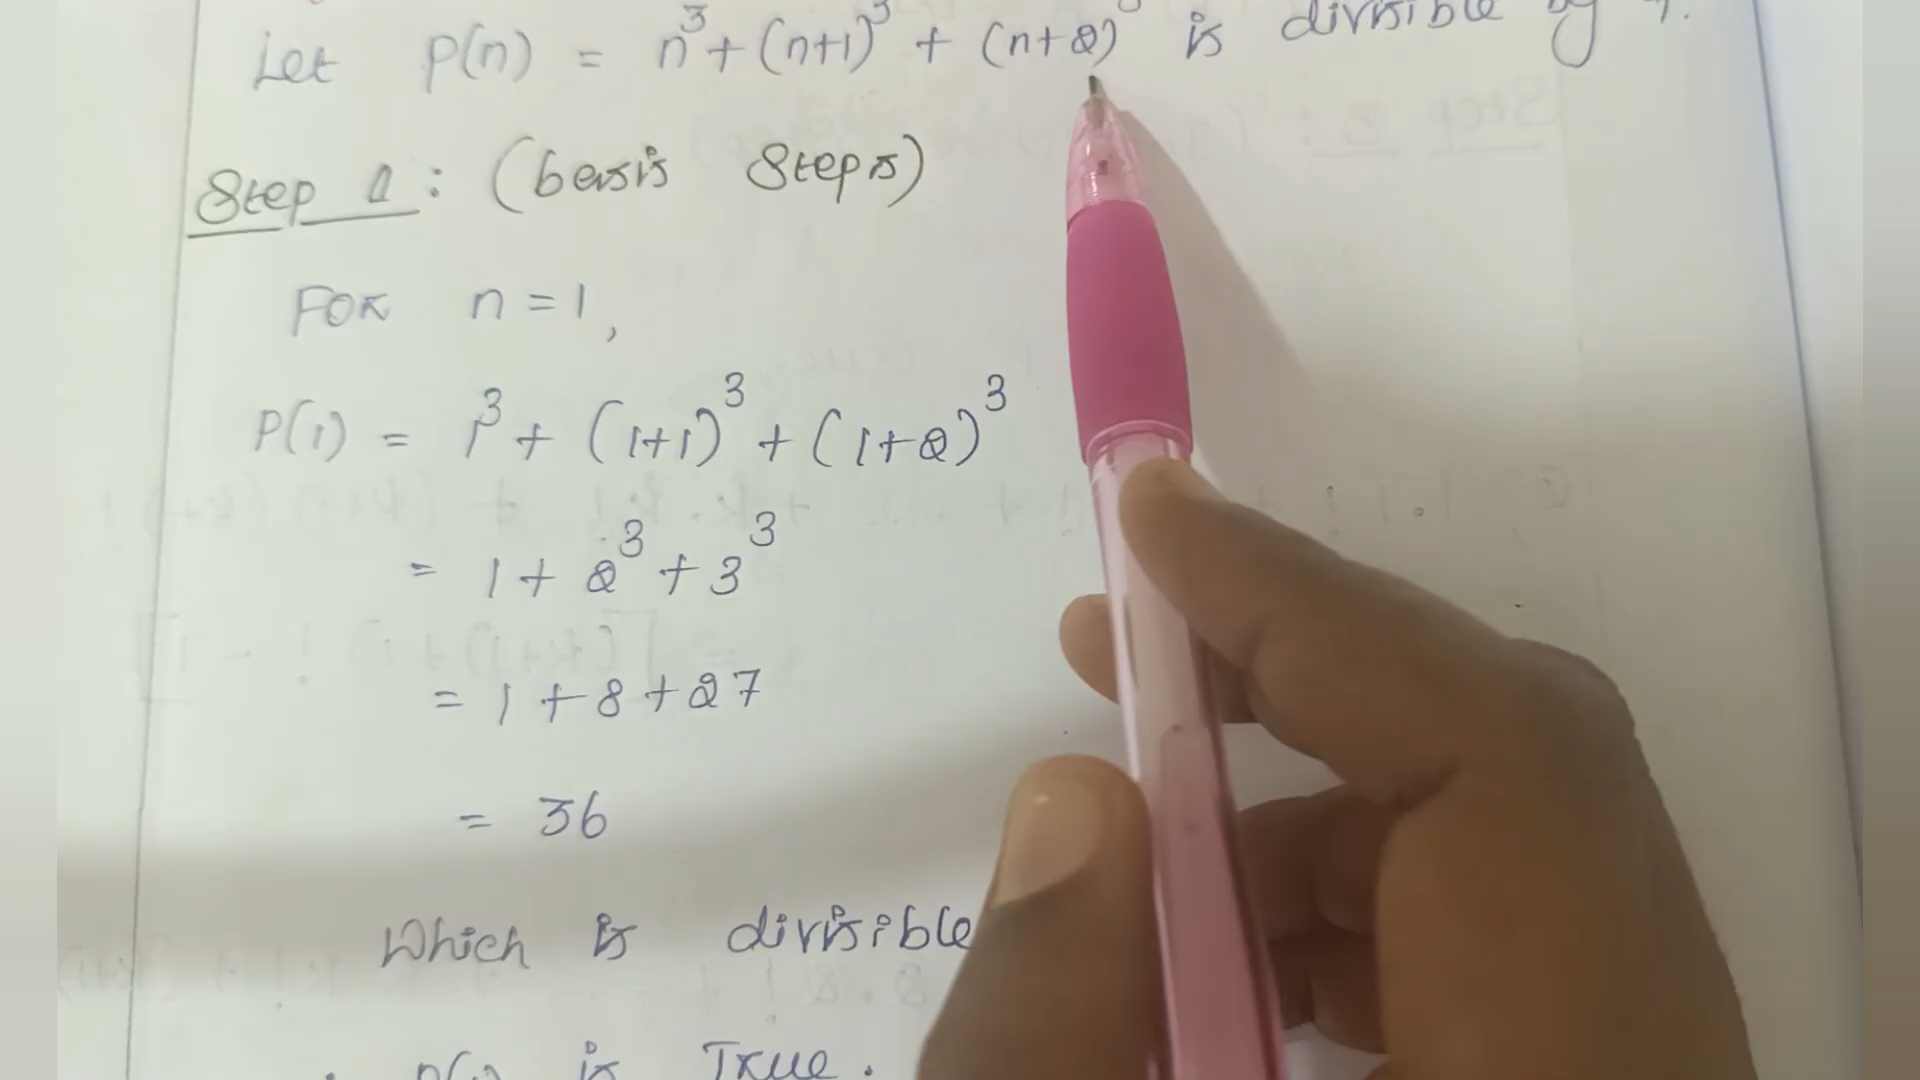 Let P(n) = n³ + (n+1)³ + (n+2) is divisible by
Step 1 : (basis Steps)
For n = 1,
P(1) = 1³ + (1+1)³ + (1+2)³
= 1 + 2³ + 3³
= 1 + 8 + 27
= 36
Which is divisible
is True.